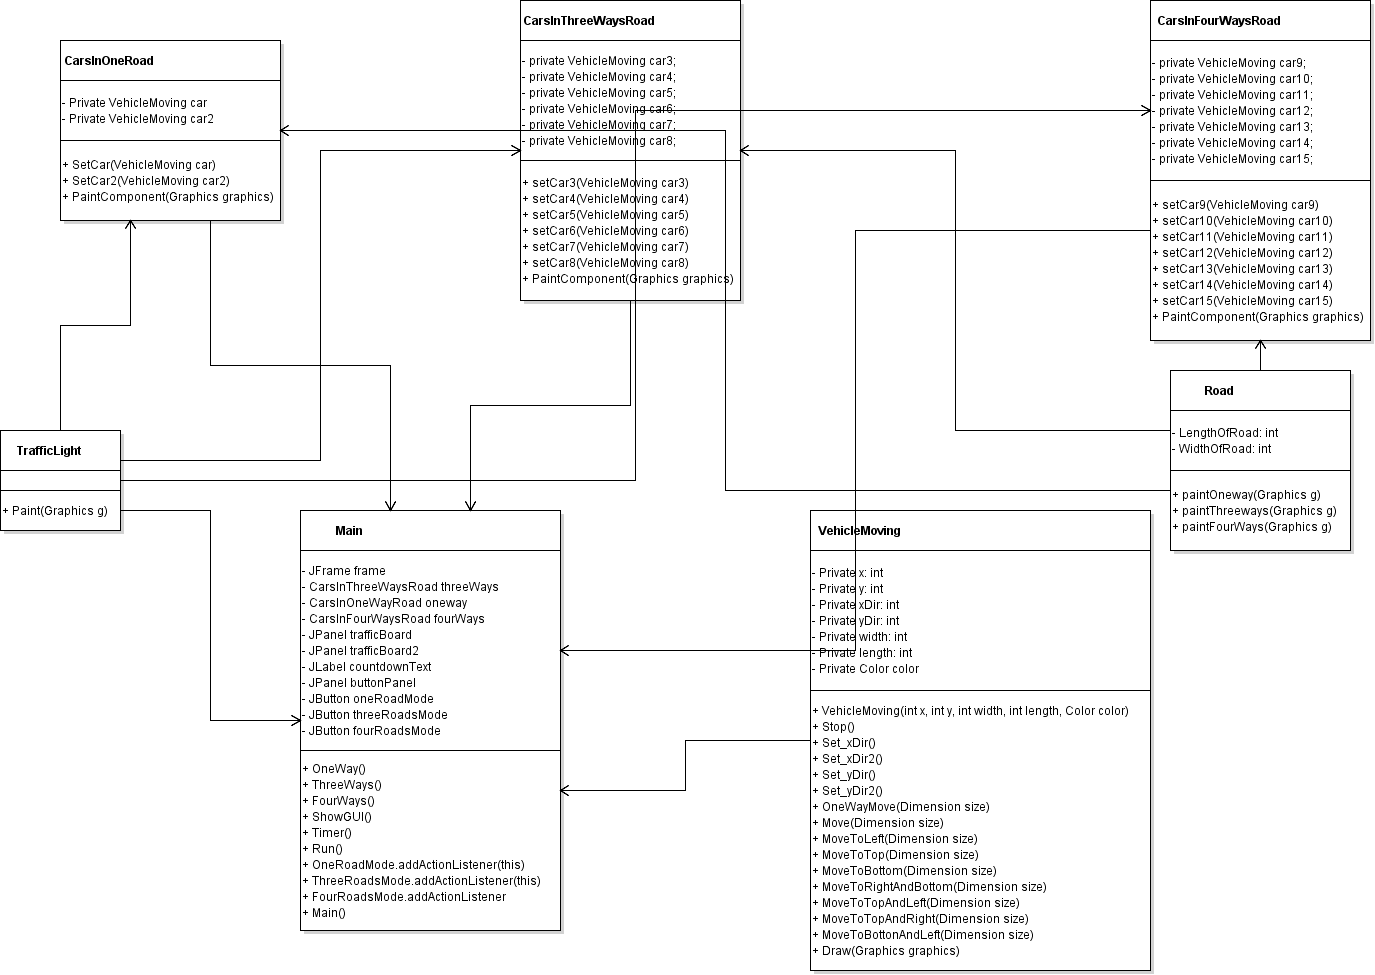 CarsInOneRoad
- Private VehicleMoving car
- Private VehicleMoving car2
+ SetCar(VehicleMoving car)
+ SetCar2(VehicleMoving car2)
+ PaintComponent(Graphics graphics)
CarsInThreeWaysRoad
- private VehicleMoving car3;
- private VehicleMoving car4;
- private VehicleMoving car5;
- private VehicleMoving car6;
- private VehicleMoving car7;
- private VehicleMoving car8;
+ setCar3(VehicleMoving car3)
+ setCar4(VehicleMoving car4)
+ setCar5(VehicleMoving car5)
+ setCar6(VehicleMoving car6)
+ setCar7(VehicleMoving car7)
+ setCar8(VehicleMoving car8)
+ PaintComponent(Graphics graphics)
CarsInFourWaysRoad
- private VehicleMoving car9;
- private VehicleMoving car10;
- private VehicleMoving car11;
- private VehicleMoving car12;
- private VehicleMoving car13;
- private VehicleMoving car14;
- private VehicleMoving car15;
+ setCar9(VehicleMoving car9)
+ setCar10(VehicleMoving car10)
+ setCar11(VehicleMoving car11)
+ setCar12(VehicleMoving car12)
+ setCar13(VehicleMoving car13)
+ setCar14(VehicleMoving car14)
+ setCar15(VehicleMoving car15)
+ PaintComponent(Graphics graphics)
TrafficLight
+ Paint(Graphics g)
Road
- LengthOfRoad: int
- WidthOfRoad: int
+ paintOneway(Graphics g)
+ paintThreeways(Graphics g)
+ paintFourWays(Graphics g)
Main
- JFrame frame
- CarsInThreeWaysRoad threeWays
- CarsInOneWayRoad oneway
- CarsInFourWaysRoad fourWays
- JPanel trafficBoard
- JPanel trafficBoard2
- JLabel countdownText
- JPanel buttonPanel
- JButton oneRoadMode
- JButton threeRoadsMode
- JButton fourRoadsMode
+ OneWay()
+ ThreeWays()
+ FourWays()
+ ShowGUI()
+ Timer()
+ Run()
+ OneRoadMode.addActionListener(this)
+ ThreeRoadsMode.addActionListener(this)
+ FourRoadsMode.addActionListener
+ Main()
VehicleMoving
- Private x: int
- Private y: int
- Private xDir: int
- Private yDir: int
- Private width: int
- Private length: int
- Private Color color
+ VehicleMoving(int x, int y, int width, int length, Color color)
+ Stop()
+ Set_xDir()
+ Set_xDir2()
+ Set_yDir()
+ Set_yDir2()
+ OneWayMove(Dimension size)
+ Move(Dimension size)
+ MoveToLeft(Dimension size)
+ MoveToTop(Dimension size)
+ MoveToBottom(Dimension size)
+ MoveToRightAndBottom(Dimension size)
+ MoveToTopAndLeft(Dimension size)
+ MoveToTopAndRight(Dimension size)
+ MoveToBottonAndLeft(Dimension size)
+ Draw(Graphics graphics)